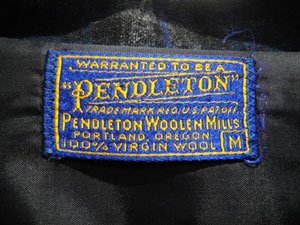 WARRANTED TO BE A
"PENDLETON"
TRADE MARK REG. U.S. PAT. OFF.
PENDLETON WOOLEN MILLS
PORTLAND, OREGON
100% VIRGIN WOOL M